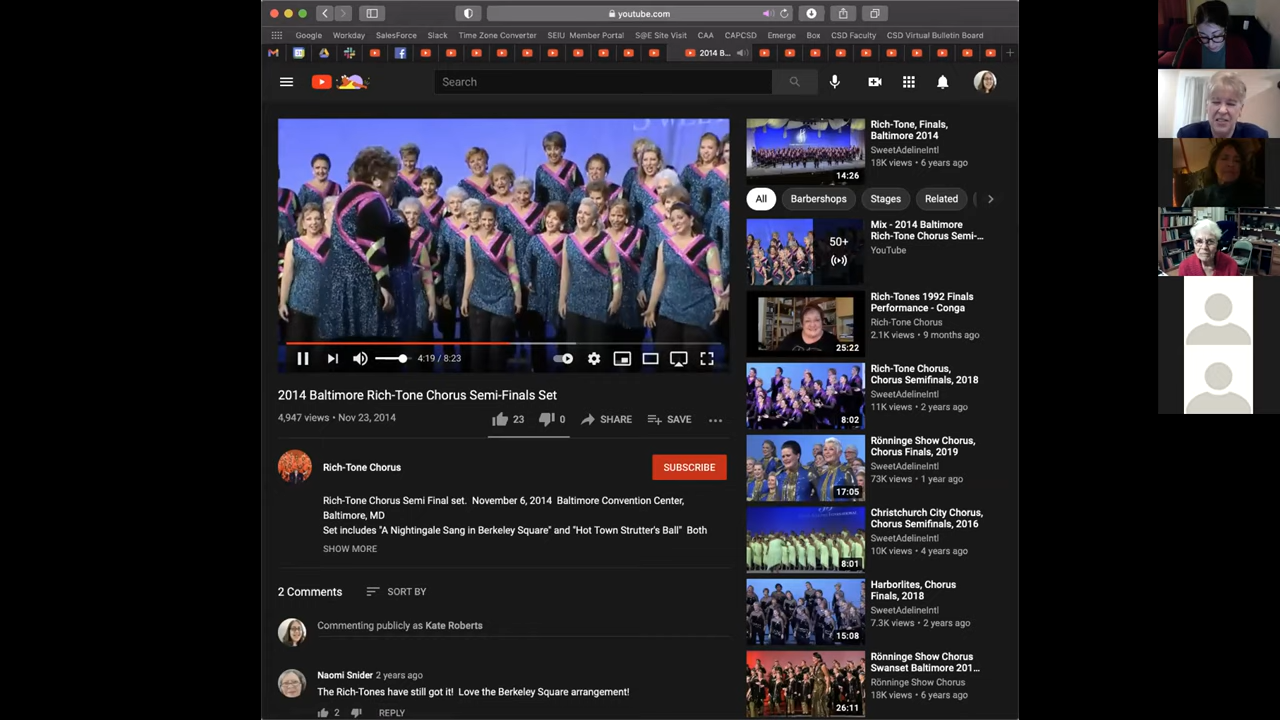 youtube.com
Google Workday SalesForce Slack Time Zone Converter SEIU Member Portal S@E Site Visit CAA CAPCSD Emerge Box CSD Faculty CSD Virtual Bulletin Board
2014 B...
Search
4:19 / 8:23
2014 Baltimore Rich-Tone Chorus Semi-Finals Set
4,947 views • Nov 23, 2014
23 0 SHARE SAVE
Rich-Tone Chorus
SUBSCRIBE
Rich-Tone Chorus Semi Final set. November 6, 2014 Baltimore Convention Center,
Baltimore, MD
Set includes "A Nightingale Sang in Berkeley Square" and "Hot Town Strutter's Ball" Both
SHOW MORE
2 Comments SORT BY
Commenting publicly as Kate Roberts
Naomi Snider 2 years ago
The Rich-Tones have still got it! Love the Berkeley Square arrangement!
2 REPLY
Rich-Tone, Finals,
Baltimore 2014
SweetAdelineIntl
18K views • 6 years ago
14:26
All Barbershops Stages Related
Mix - 2014 Baltimore
Rich-Tone Chorus Semi-...
YouTube
50+
Rich-Tones 1992 Finals
Performance - Conga
Rich-Tone Chorus
2.1K views • 9 months ago
25:22
Rich-Tone Chorus,
Chorus Semifinals, 2018
SweetAdelineIntl
11K views • 2 years ago
8:02
Rönninge Show Chorus,
Chorus Finals, 2019
SweetAdelineIntl
73K views • 1 year ago
17:05
Christchurch City Chorus,
Chorus Semifinals, 2016
SweetAdelineIntl
10K views • 4 years ago
8:01
Harborlites, Chorus
Finals, 2018
SweetAdelineIntl
7.3K views • 2 years ago
15:08
Rönninge Show Chorus
Swanset Baltimore 201...
Rönninge Show Chorus
18K views • 6 years ago
26:11